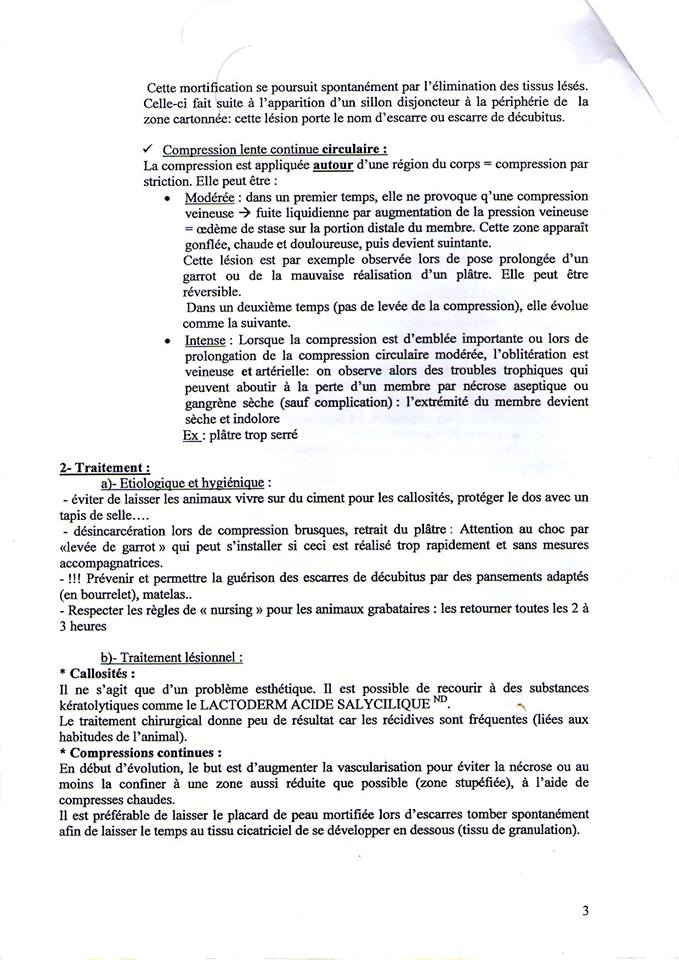 Cette mortification se poursuit spontanément par l'élimination des tissus lésés.
Celle-ci fait suite à l'apparition d'un sillon disjoncteur à la périphérie de la
zone cartonnée: cette lésion porte le nom d'escarre ou escarre de décubitus.
✓ Compression lente continue circulaire :
La compression est appliquée autour d'une région du corps = compression par
striction. Elle peut être :
• Modérée : dans un premier temps, elle ne provoque q'une compression
veineuse → fuite liquidienne par augmentation de la pression veineuse
= œdème de stase sur la portion distale du membre. Cette zone apparaît
gonflée, chaude et douloureuse, puis devient suintante.
Cette lésion est par exemple observée lors de pose prolongée d'un
garrot ou de la mauvaise réalisation d'un plâtre. Elle peut être
réversible.
Dans un deuxième temps (pas de levée de la compression), elle évolue
comme la suivante.
• Intense : Lorsque la compression est d'emblée importante ou lors de
prolongation de la compression circulaire modérée, l'oblitération est
veineuse et artérielle: on observe alors des troubles trophiques qui
peuvent aboutir à la perte d'un membre par nécrose aseptique ou
gangrène sèche (sauf complication) : l'extrémité du membre devient
sèche et indolore
Ex : plâtre trop serré
2- Traitement :
a)- Etiologique et hygiénique :
- éviter de laisser les animaux vivre sur du ciment pour les callosités, protéger le dos avec un
tapis de selle….
- désincarcération lors de compression brusques, retrait du plâtre : Attention au choc par
«levée de garrot » qui peut s'installer si ceci est réalisé trop rapidement et sans mesures
accompagnatrices.
- !!! Prévenir et permettre la guérison des escarres de décubitus par des pansements adaptés
(en bourrelet), matelas..
- Respecter les règles de « nursing » pour les animaux grabataires : les retourner toutes les 2 à
3 heures
b)- Traitement lésionnel :
* Callosités :
Il ne s'agit que d'un problème esthétique. Il est possible de recourir à des substances
kératolytiques comme le LACTODERM ACIDE SALYCILIQUE ND.
Le traitement chirurgical donne peu de résultat car les récidives sont fréquentes (liées aux
habitudes de l'animal).
* Compressions continues :
En début d'évolution, le but est d'augmenter la vascularisation pour éviter la nécrose ou au
moins la confiner à une zone aussi réduite que possible (zone stupéfiée), à l'aide de
compresses chaudes.
Il est préférable de laisser le placard de peau mortifiée lors d'escarres tomber spontanément
afin de laisser le temps au tissu cicatriciel de se développer en dessous (tissu de granulation).
3